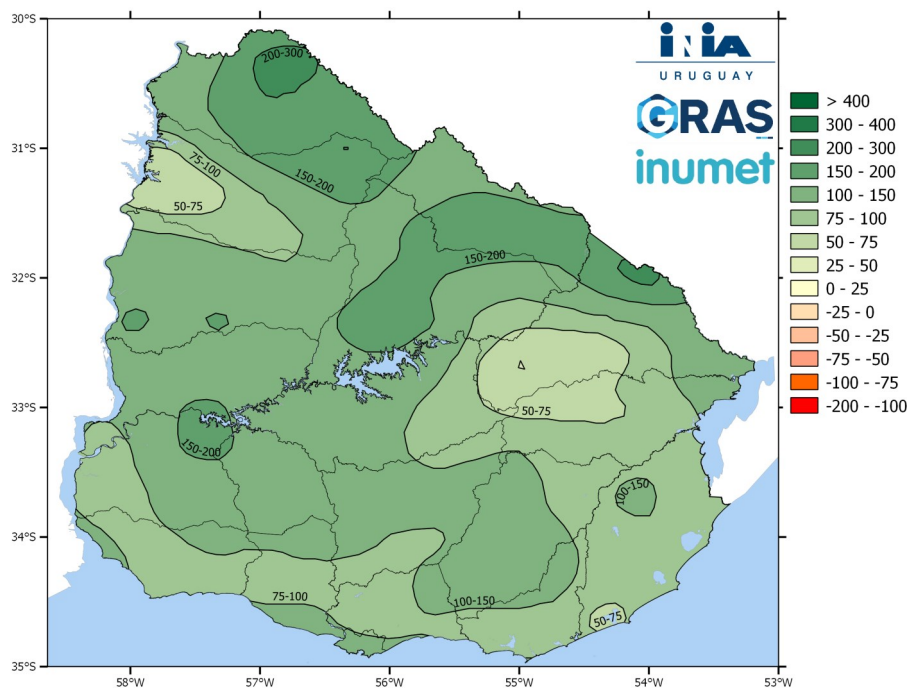 30°S
31°S
32°S
33°S
34°S
35°S
58°W
57°W
56°W
55°W
54°W
53°W
200-300
150-200
75-100
50-75
150-200
50-75
150-200
100-150
75-100
100-150
50-75
INIA
URUGUAY
GRAS
inumet
> 400
300 - 400
200 - 300
150 - 200
100 - 150
75 - 100
50 - 75
25 - 50
0 - 25
-25 - 0
-50 - -25
-75 - -50
-100 - -75
-200 - -100